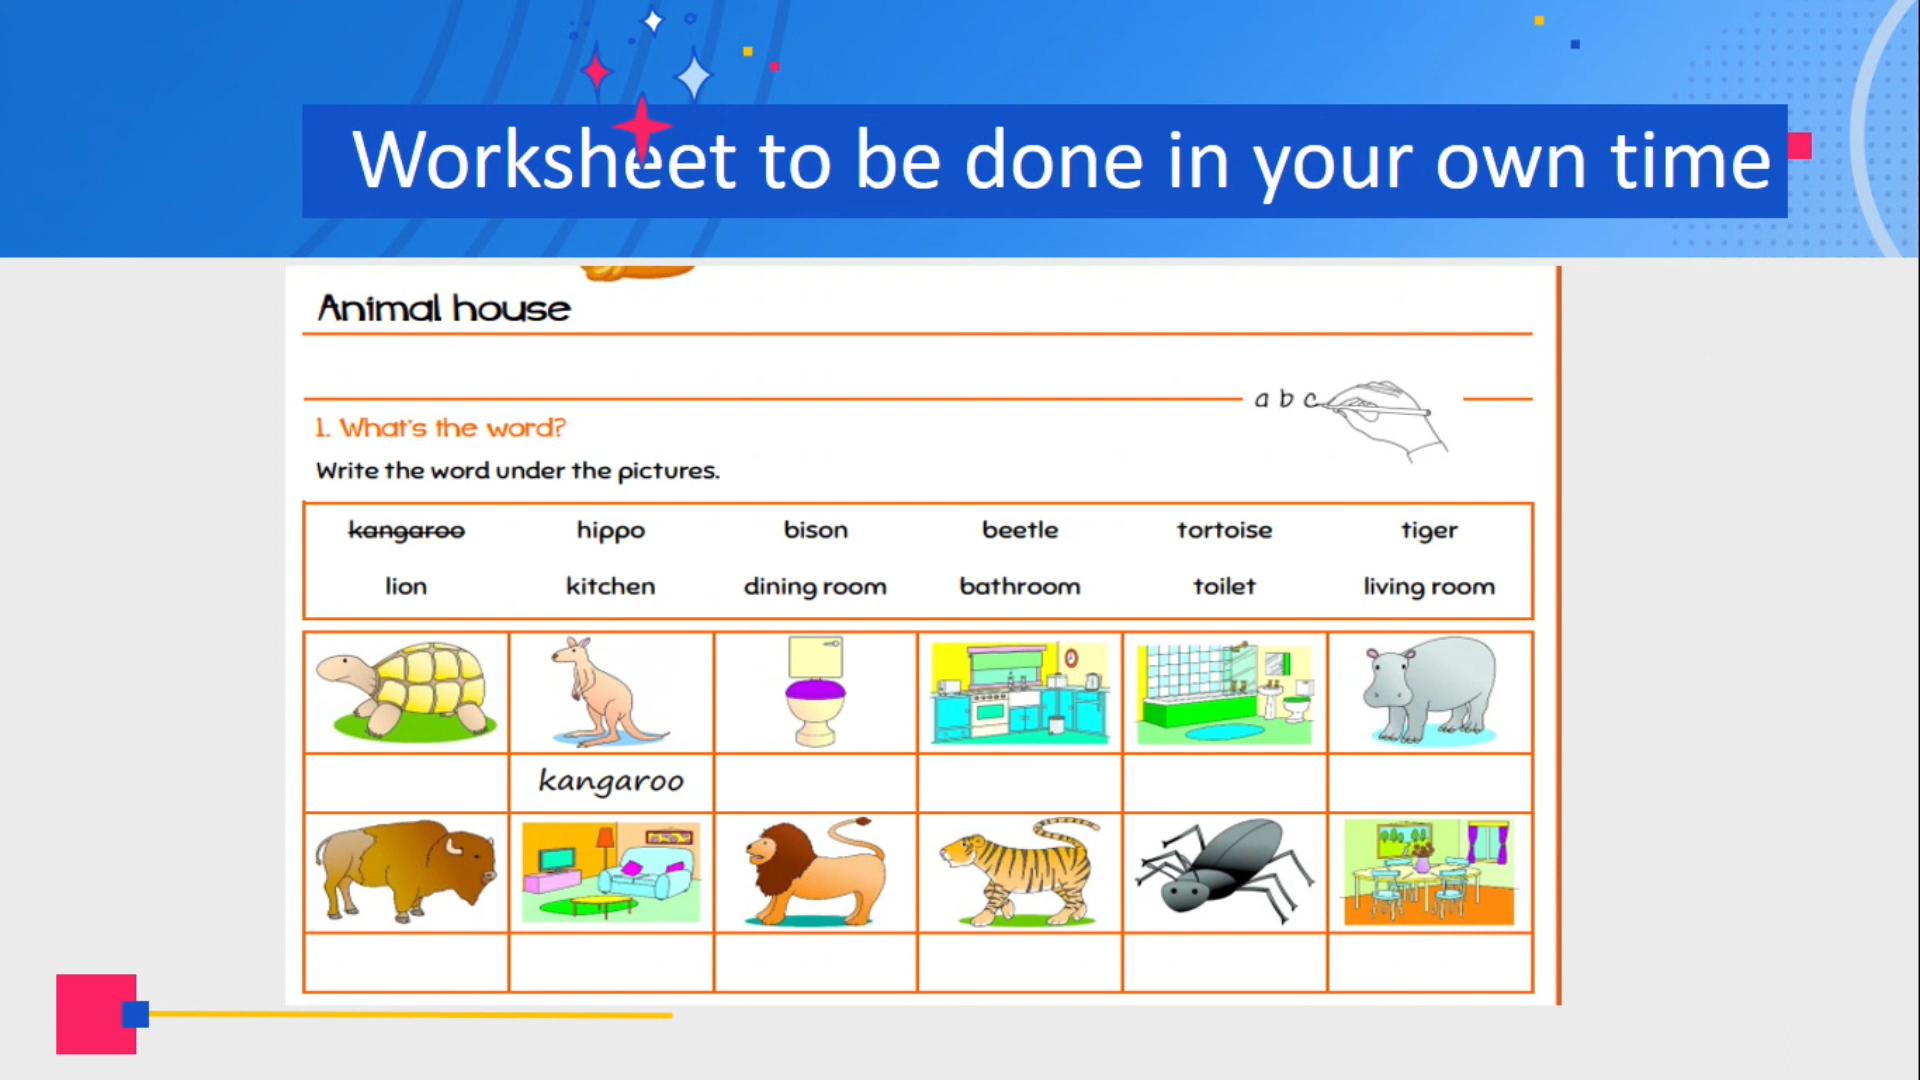 Worksheet to be done in your own time
Animal house
a b c
1. What's the word?
Write the word under the pictures.
kangaroo hippo bison beetle tortoise tiger
lion kitchen dining room bathroom toilet living room
kangaroo